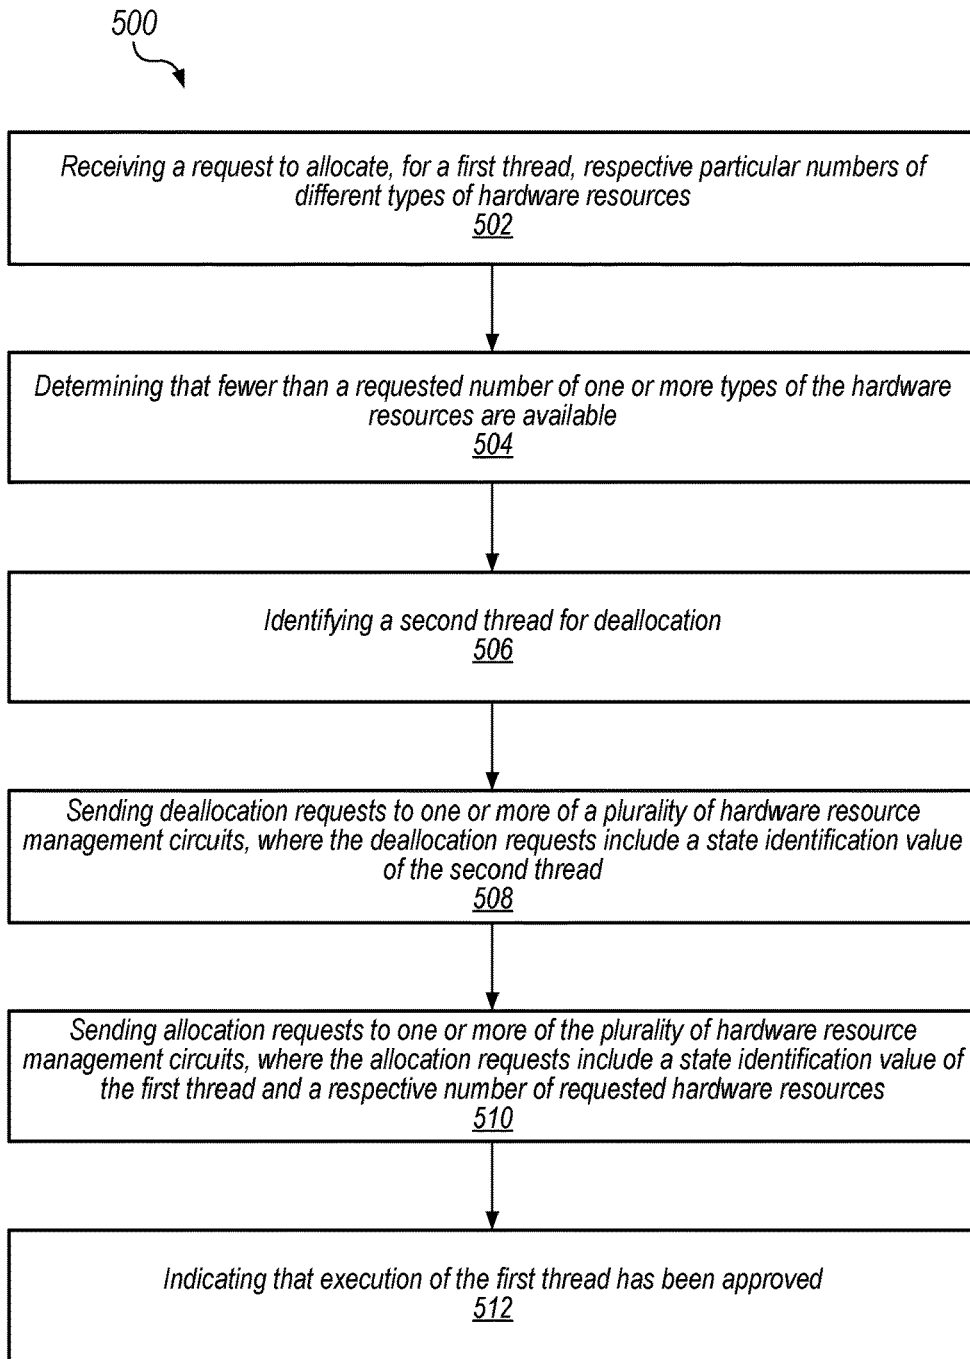 500
Receiving a request to allocate, for a first thread, respective particular numbers of
different types of hardware resources
502
Determining that fewer than a requested number of one or more types of the hardware
resources are available
504
Identifying a second thread for deallocation
506
Sending deallocation requests to one or more of a plurality of hardware resource
management circuits, where the deallocation requests include a state identification value
of the second thread
508
Sending allocation requests to one or more of the plurality of hardware resource
management circuits, where the allocation requests include a state identification value of
the first thread and a respective number of requested hardware resources
510
Indicating that execution of the first thread has been approved
512